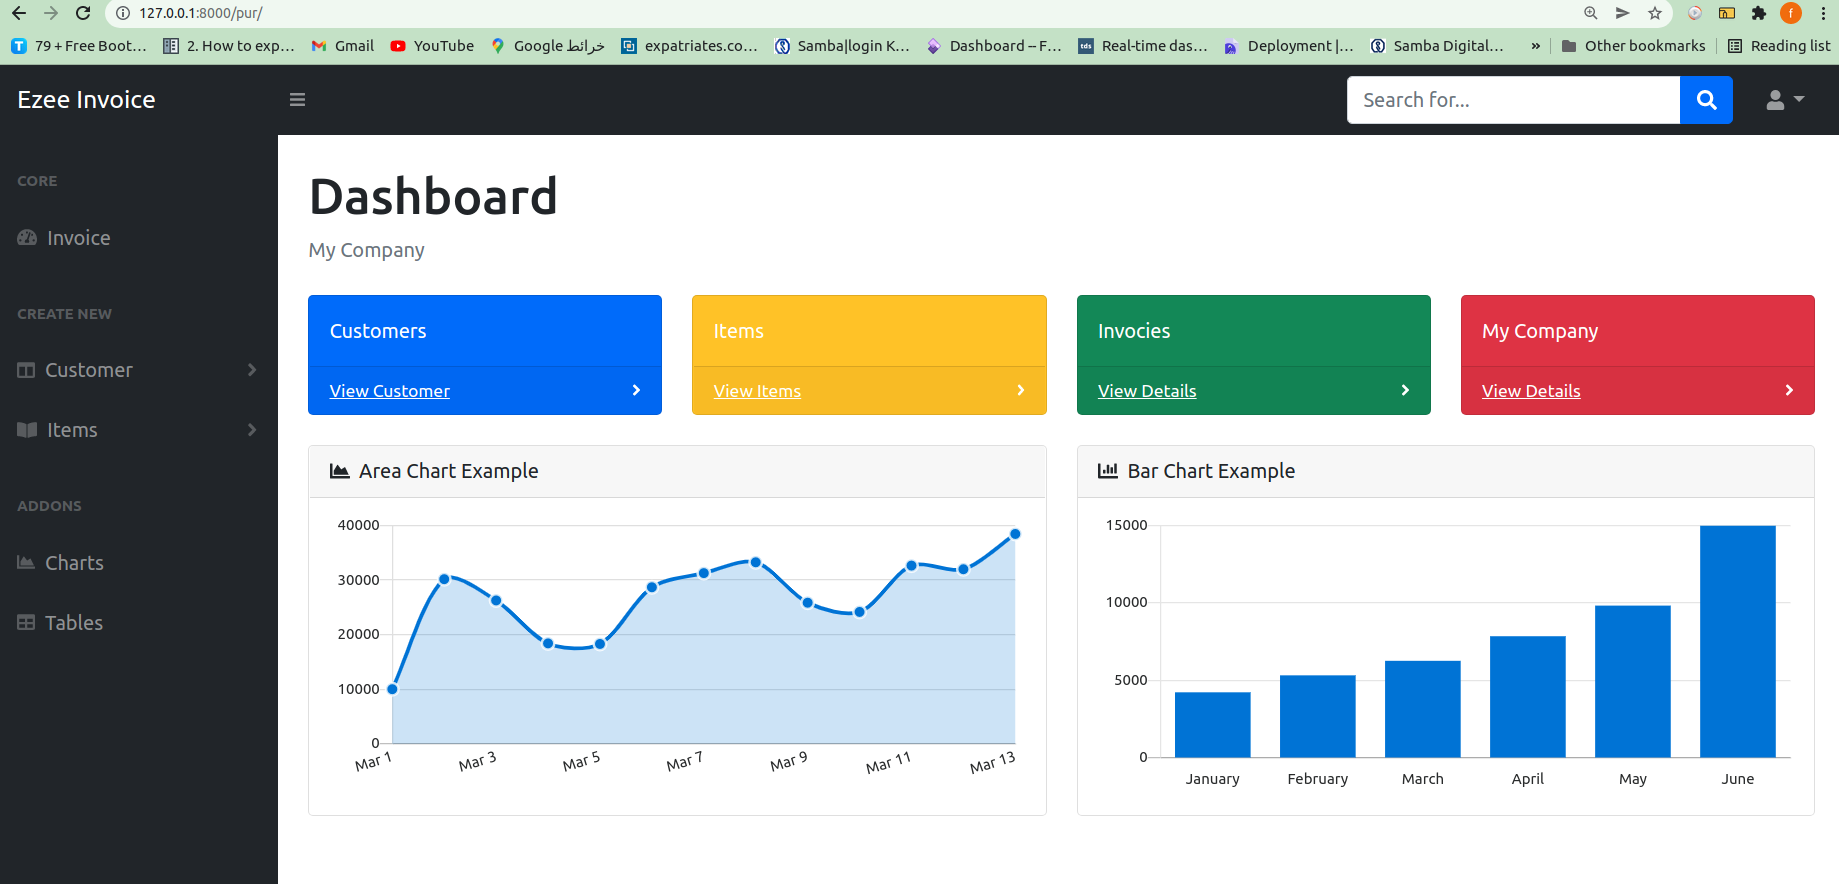 127.0.0.1:8000/pur/
79 + Free Boot... 2. How to exp... Gmail YouTube Google خرائط expatriates.co... Samba|login K... Dashboard -- F... Real-time das... Deployment |... Samba Digital... » Other bookmarks Reading list
Ezee Invoice
Search for...
CORE
Invoice
CREATE NEW
Customer
Items
ADDONS
Charts
Tables
Dashboard
My Company
Customers
View Customer
Items
View Items
Invocies
View Details
My Company
View Details
Area Chart Example
40000
30000
20000
10000
0
Mar 1 Mar 3 Mar 5 Mar 7 Mar 9 Mar 11 Mar 13
Bar Chart Example
15000
10000
5000
0
January February March April May June